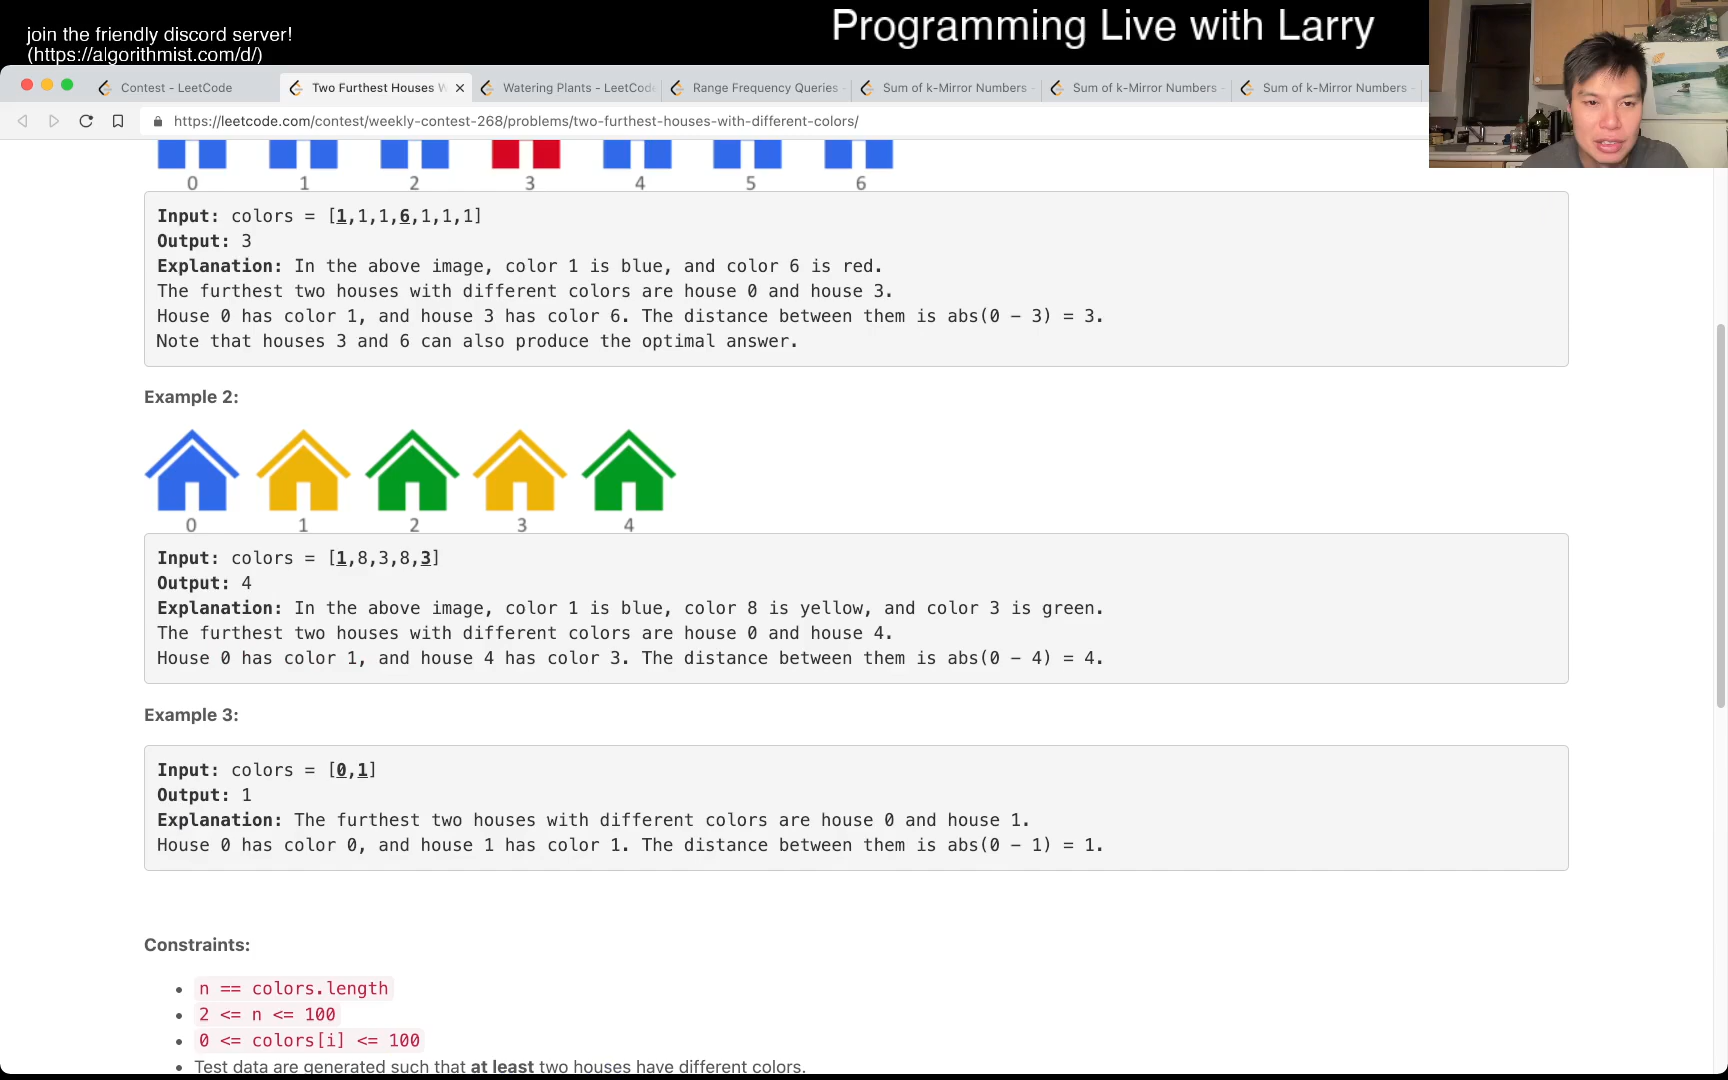 join the friendly discord server!
(https://algorithmist.com/d/)
Programming Live with Larry
Contest - LeetCode
Two Furthest Houses W
Watering Plants - LeetCod
Range Frequency Queries
Sum of k-Mirror Numbers
Sum of k-Mirror Numbers
Sum of k-Mirror Numbers
https://leetcode.com/contest/weekly-contest-268/problems/two-furthest-houses-with-different-colors/
0 1 2 3 4 5 6
Input: colors = [1,1,1,6,1,1,1]
Output: 3
Explanation: In the above image, color 1 is blue, and color 6 is red.
The furthest two houses with different colors are house 0 and house 3.
House 0 has color 1, and house 3 has color 6. The distance between them is abs(0 - 3) = 3.
Note that houses 3 and 6 can also produce the optimal answer.
Example 2:
0 1 2 3 4
Input: colors = [1,8,3,8,3]
Output: 4
Explanation: In the above image, color 1 is blue, color 8 is yellow, and color 3 is green.
The furthest two houses with different colors are house 0 and house 4.
House 0 has color 1, and house 4 has color 3. The distance between them is abs(0 - 4) = 4.
Example 3:
Input: colors = [0,1]
Output: 1
Explanation: The furthest two houses with different colors are house 0 and house 1.
House 0 has color 0, and house 1 has color 1. The distance between them is abs(0 - 1) = 1.
Constraints:
n == colors.length
2 <= n <= 100
0 <= colors[i] <= 100
Test data are generated such that at least two houses have different colors.